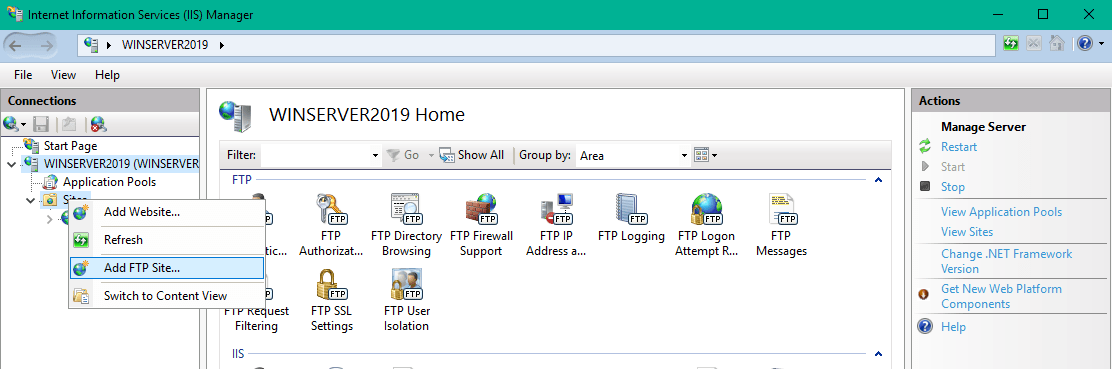 Internet Information Services (IIS) Manager
WINSERVER2019
File View Help
Connections
Start Page
WINSERVER2019 (WINSERVER
Application Pools
Sites
Add Website...
Refresh
Add FTP Site...
Switch to Content View
WINSERVER2019 Home
Filter: Go Show All Group by: Area
FTP
FTP
Authorizat...
FTP Directory
Browsing
FTP Firewall
Support
FTP IP
Address a...
FTP Logging
FTP Logon
Attempt R...
FTP
Messages
FTP Request
Filtering
FTP SSL
Settings
FTP User
Isolation
IIS
Actions
Manage Server
Restart
Start
Stop
View Application Pools
View Sites
Change .NET Framework
Version
Get New Web Platform
Components
Help